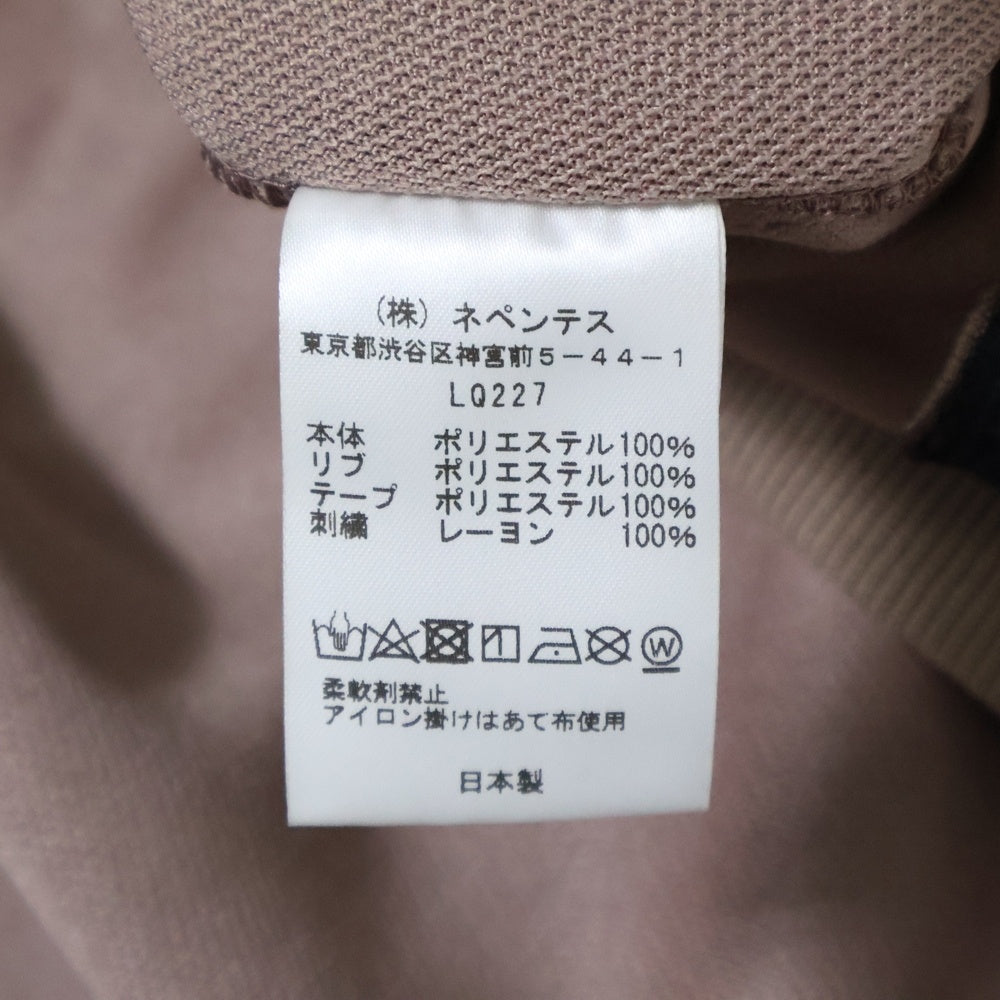 （株）ネペンテス
東京都渋谷区神宮前５－４４－１
LQ227
本体 ポリエステル100%
リブ ポリエステル100%
テープ ポリエステル100%
刺繍 レーヨン 100%
W
柔軟剤禁止
アイロン掛けはあて布使用
日本製